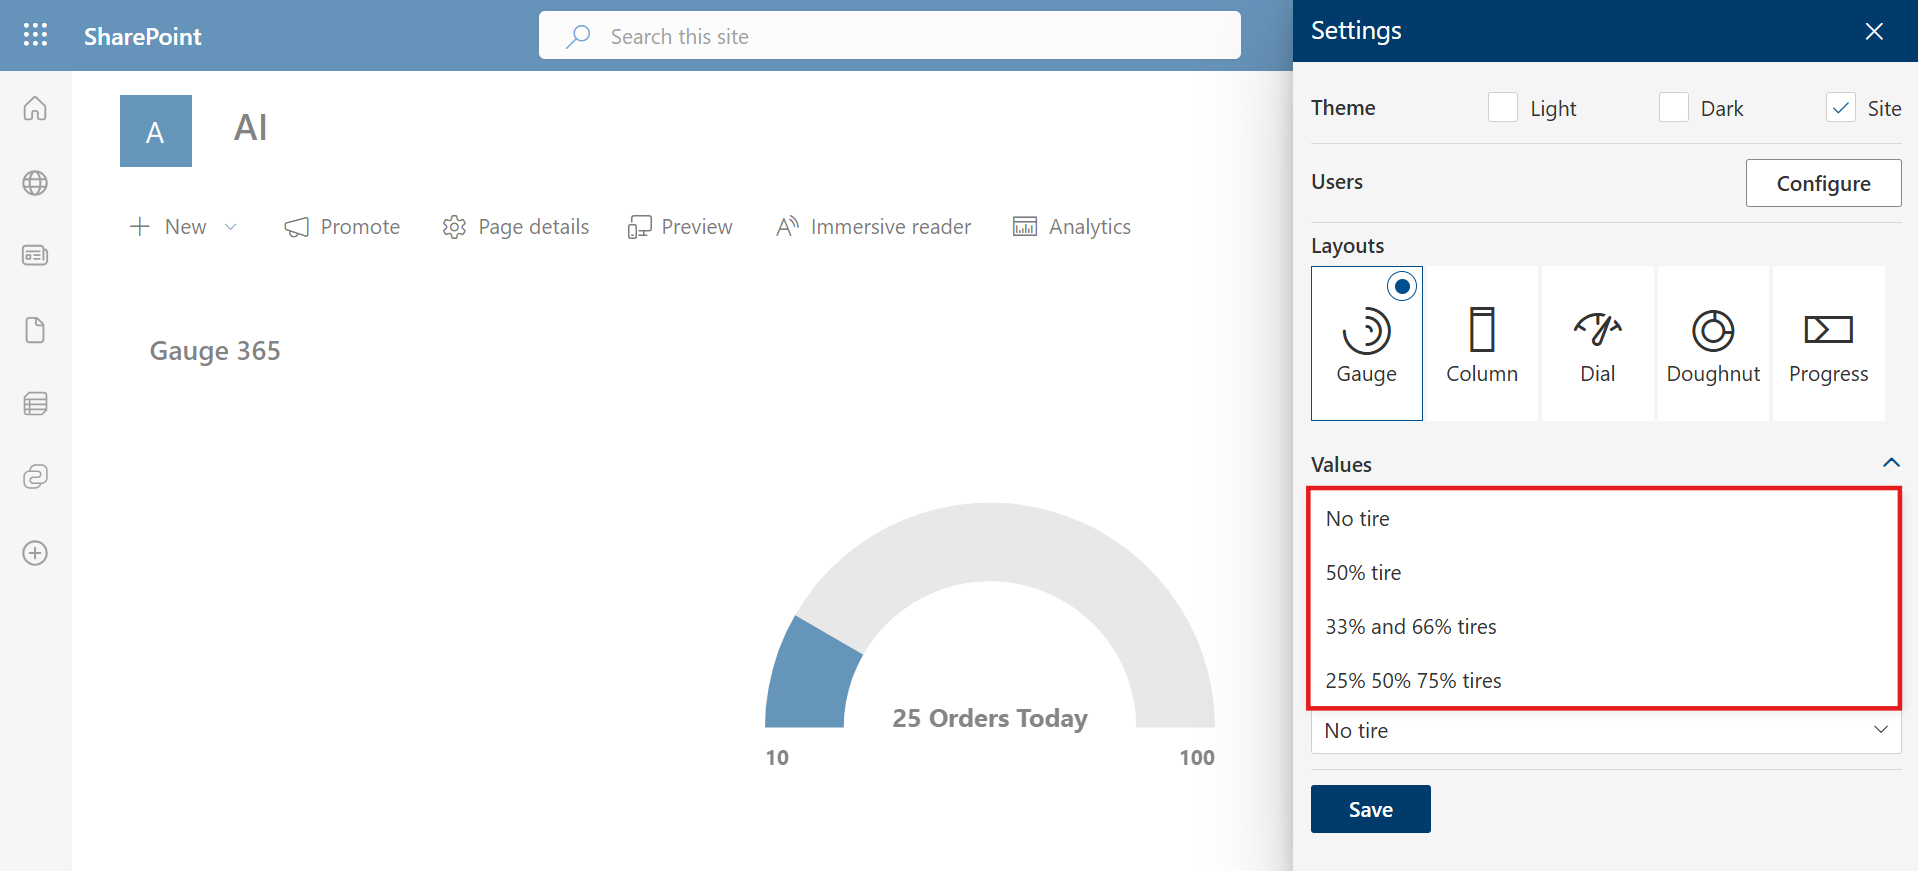 SharePoint
Search this site
Settings
A
AI
Theme
Light
Dark
Site
Users
Configure
New
Promote
Page details
Preview
Immersive reader
Analytics
Layouts
Gauge
Column
Dial
Doughnut
Progress
Gauge 365
Values
No tire
50% tire
33% and 66% tires
25% 50% 75% tires
No tire
25 Orders Today
10
100
Save